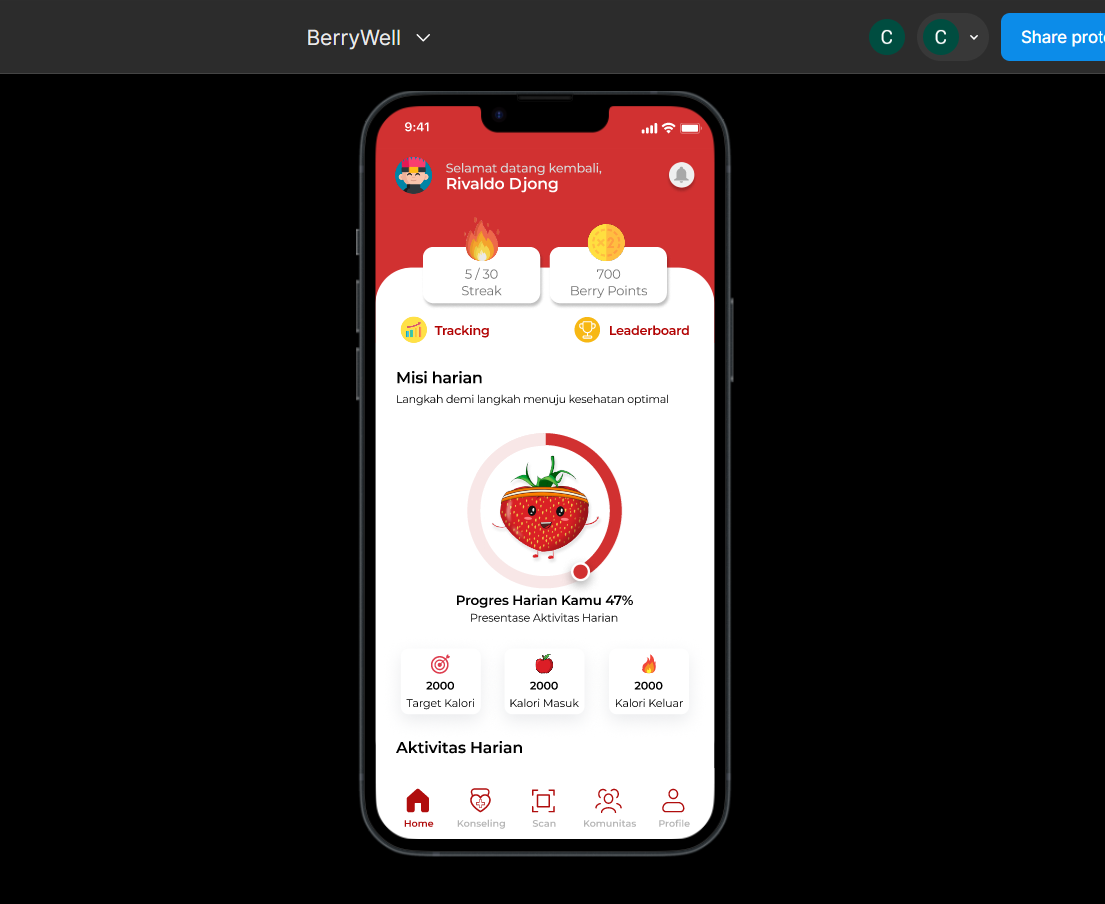 BerryWell
C
C
Share prot
9:41
Selamat datang kembali,
Rivaldo Djong
×2
5 / 30
Streak
700
Berry Points
Tracking
Leaderboard
Misi harian
Langkah demi langkah menuju kesehatan optimal
Progres Harian Kamu 47%
Presentase Aktivitas Harian
2000
Target Kalori
2000
Kalori Masuk
2000
Kalori Keluar
Aktivitas Harian
Home
Konseling
Scan
Komunitas
Profile